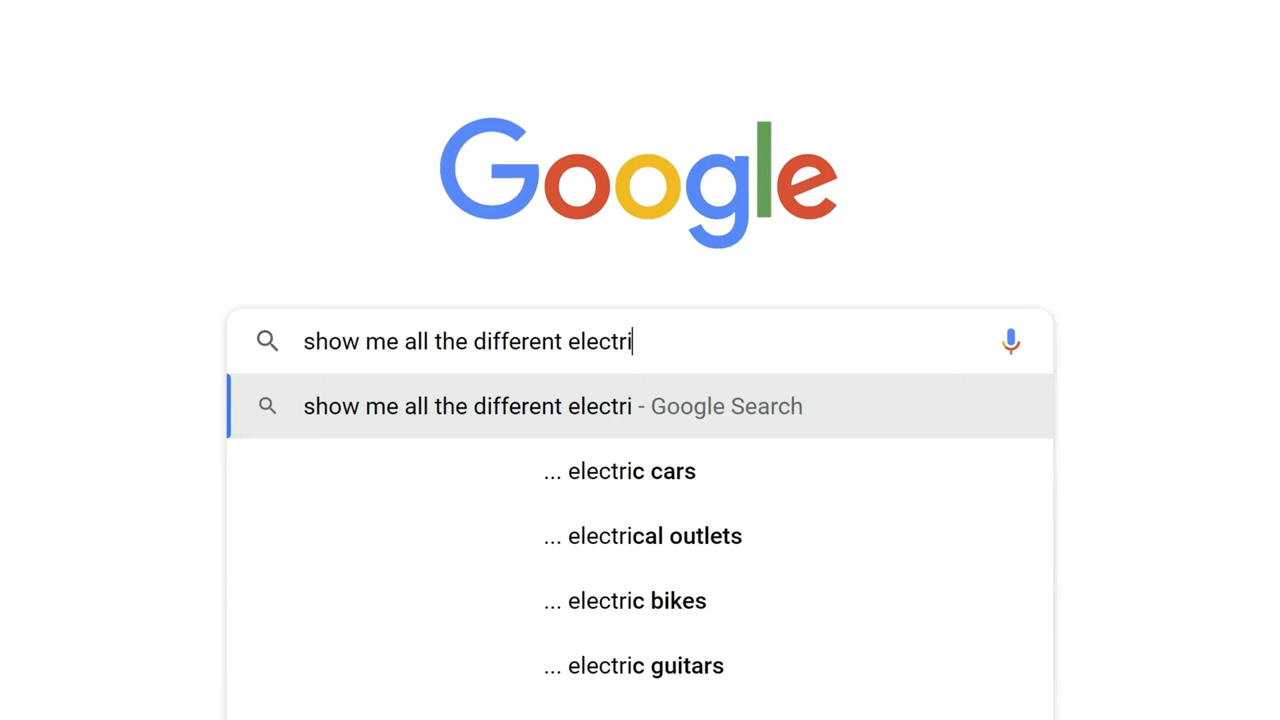 Google
show me all the different electri
show me all the different electri - Google Search
... electric cars
... electrical outlets
... electric bikes
... electric guitars